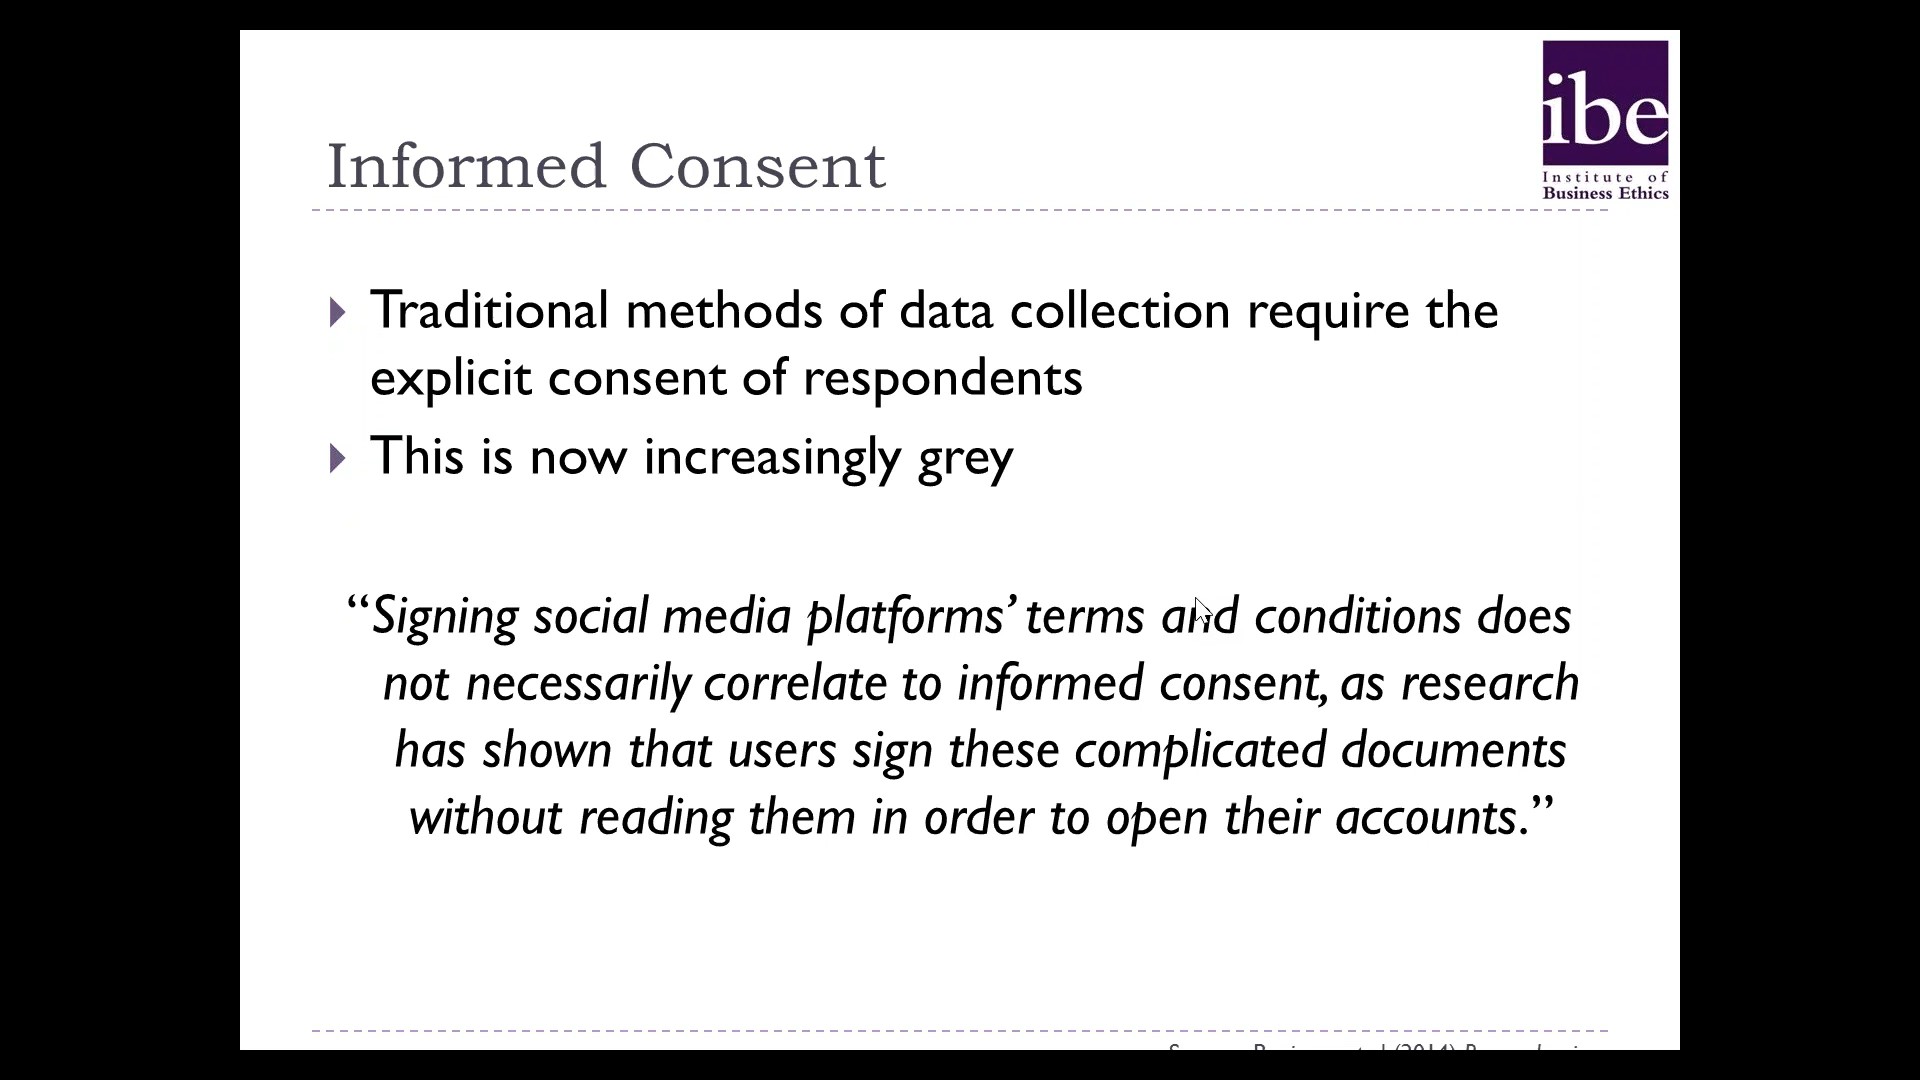 ibe
Institute of
Business Ethics
Informed Consent
Traditional methods of data collection require the
explicit consent of respondents
This is now increasingly grey
“Signing social media platforms’ terms and conditions does
not necessarily correlate to informed consent, as research
has shown that users sign these complicated documents
without reading them in order to open their accounts.”